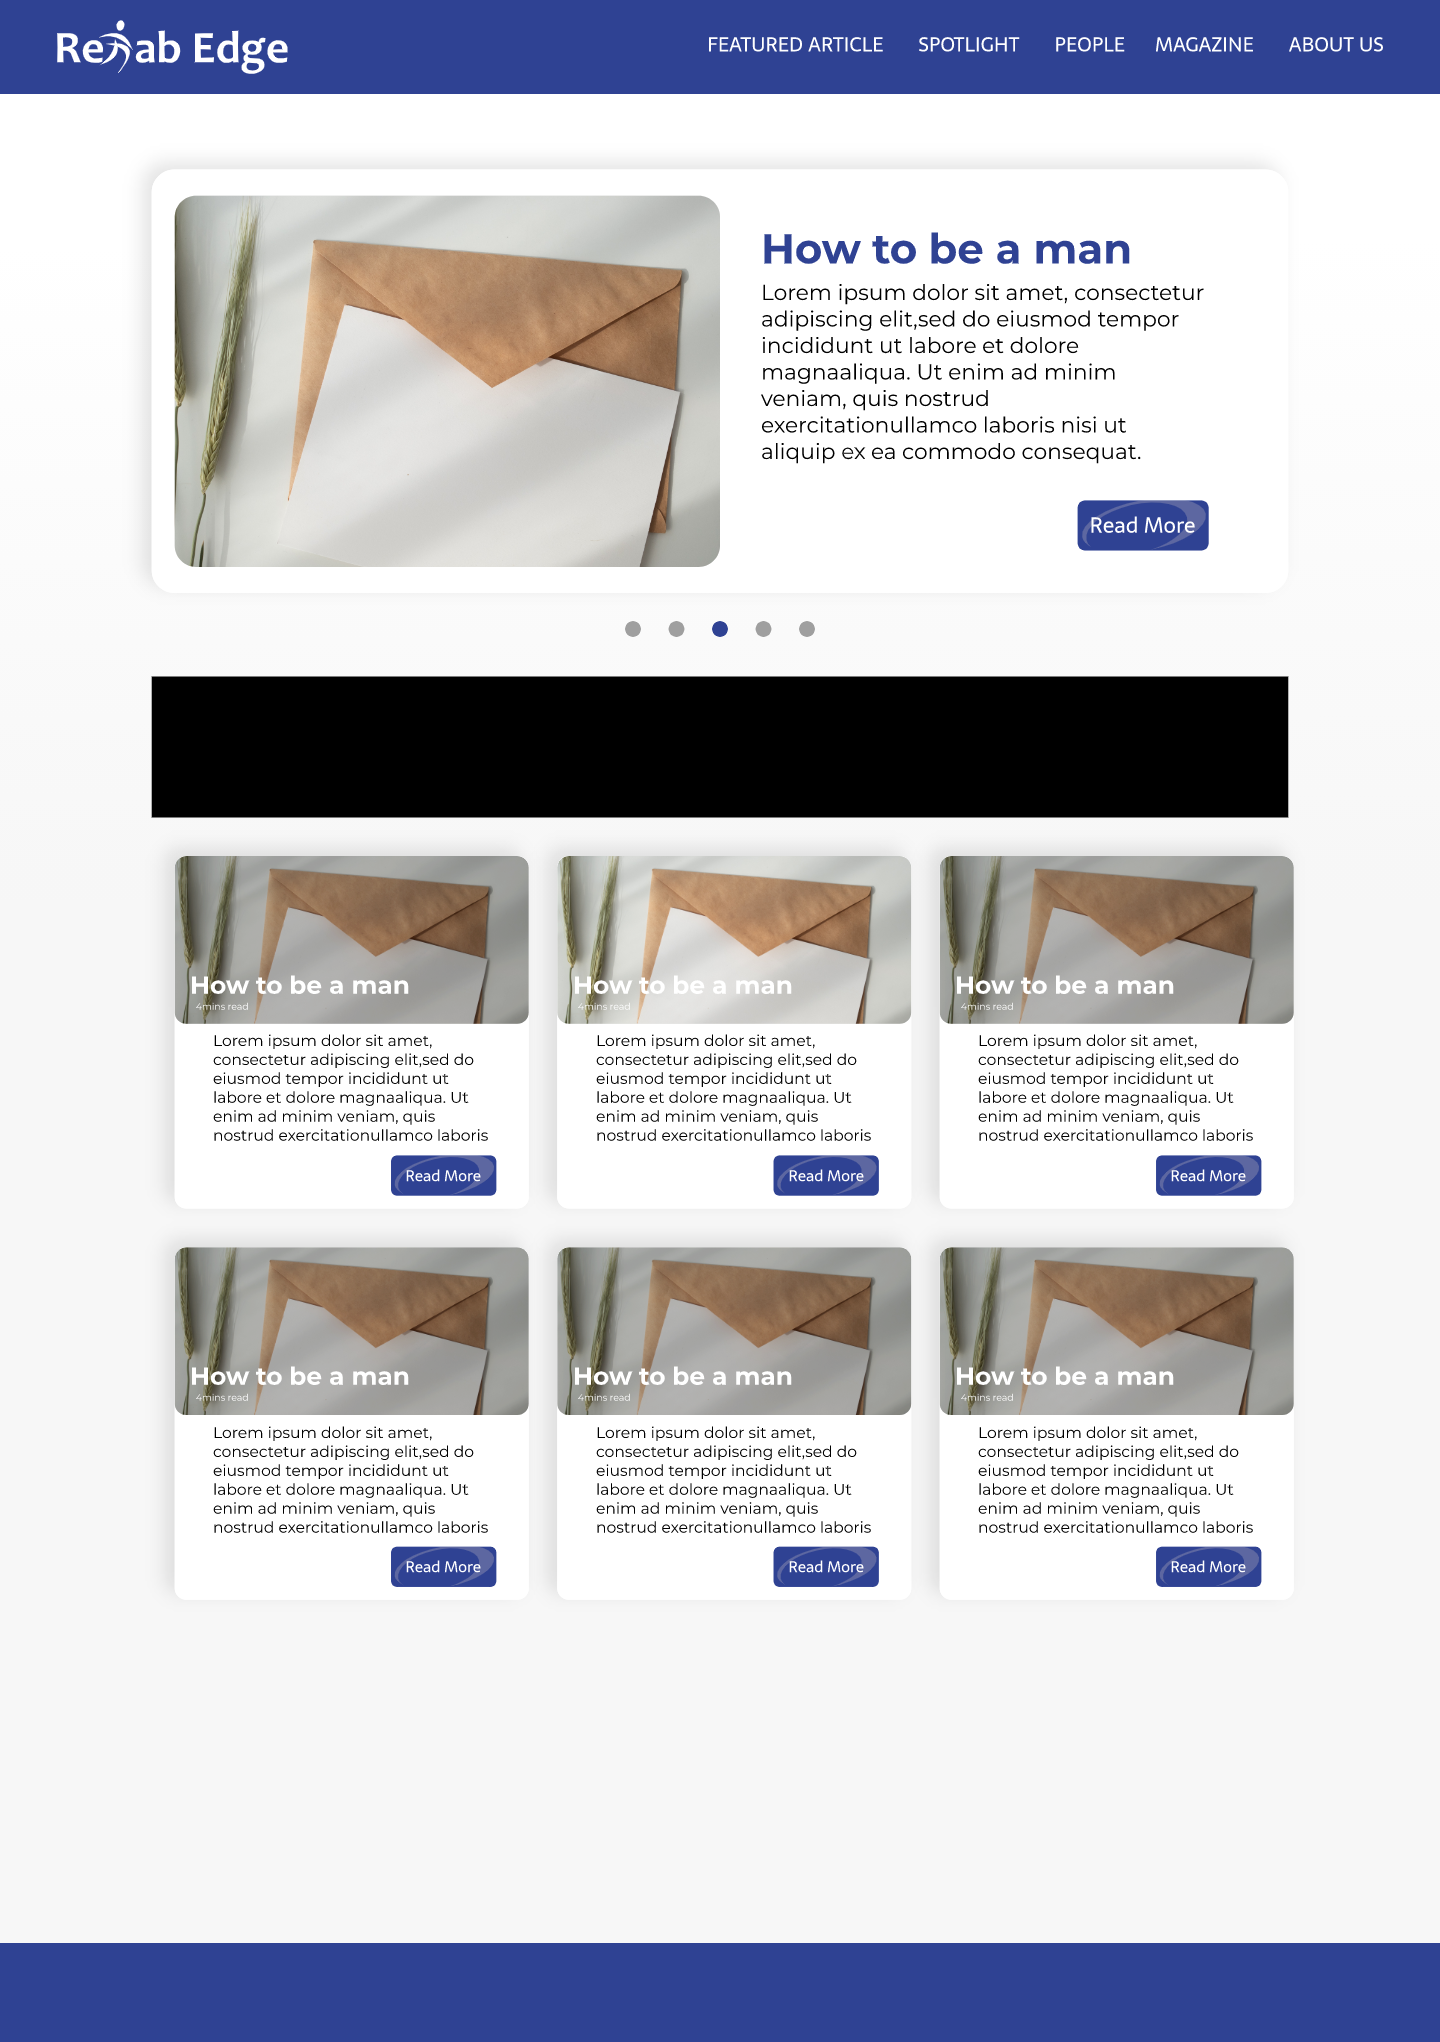 Rehab Edge
FEATURED ARTICLE SPOTLIGHT PEOPLE MAGAZINE ABOUT US
How to be a man
Lorem ipsum dolor sit amet, consectetur
adipiscing elit,sed do eiusmod tempor
incididunt ut labore et dolore
magnaaliqua. Ut enim ad minim
veniam, quis nostrud
exercitationullamco laboris nisi ut
aliquip ex ea commodo consequat.
Read More
How to be a man
4mins read
Lorem ipsum dolor sit amet,
consectetur adipiscing elit,sed do
eiusmod tempor incididunt ut
labore et dolore magnaaliqua. Ut
enim ad minim veniam, quis
nostrud exercitationullamco laboris
Read More
How to be a man
4mins read
Lorem ipsum dolor sit amet,
consectetur adipiscing elit,sed do
eiusmod tempor incididunt ut
labore et dolore magnaaliqua. Ut
enim ad minim veniam, quis
nostrud exercitationullamco laboris
Read More
How to be a man
4mins read
Lorem ipsum dolor sit amet,
consectetur adipiscing elit,sed do
eiusmod tempor incididunt ut
labore et dolore magnaaliqua. Ut
enim ad minim veniam, quis
nostrud exercitationullamco laboris
Read More
How to be a man
4mins read
Lorem ipsum dolor sit amet,
consectetur adipiscing elit,sed do
eiusmod tempor incididunt ut
labore et dolore magnaaliqua. Ut
enim ad minim veniam, quis
nostrud exercitationullamco laboris
Read More
How to be a man
4mins read
Lorem ipsum dolor sit amet,
consectetur adipiscing elit,sed do
eiusmod tempor incididunt ut
labore et dolore magnaaliqua. Ut
enim ad minim veniam, quis
nostrud exercitationullamco laboris
Read More
How to be a man
4mins read
Lorem ipsum dolor sit amet,
consectetur adipiscing elit,sed do
eiusmod tempor incididunt ut
labore et dolore magnaaliqua. Ut
enim ad minim veniam, quis
nostrud exercitationullamco laboris
Read More